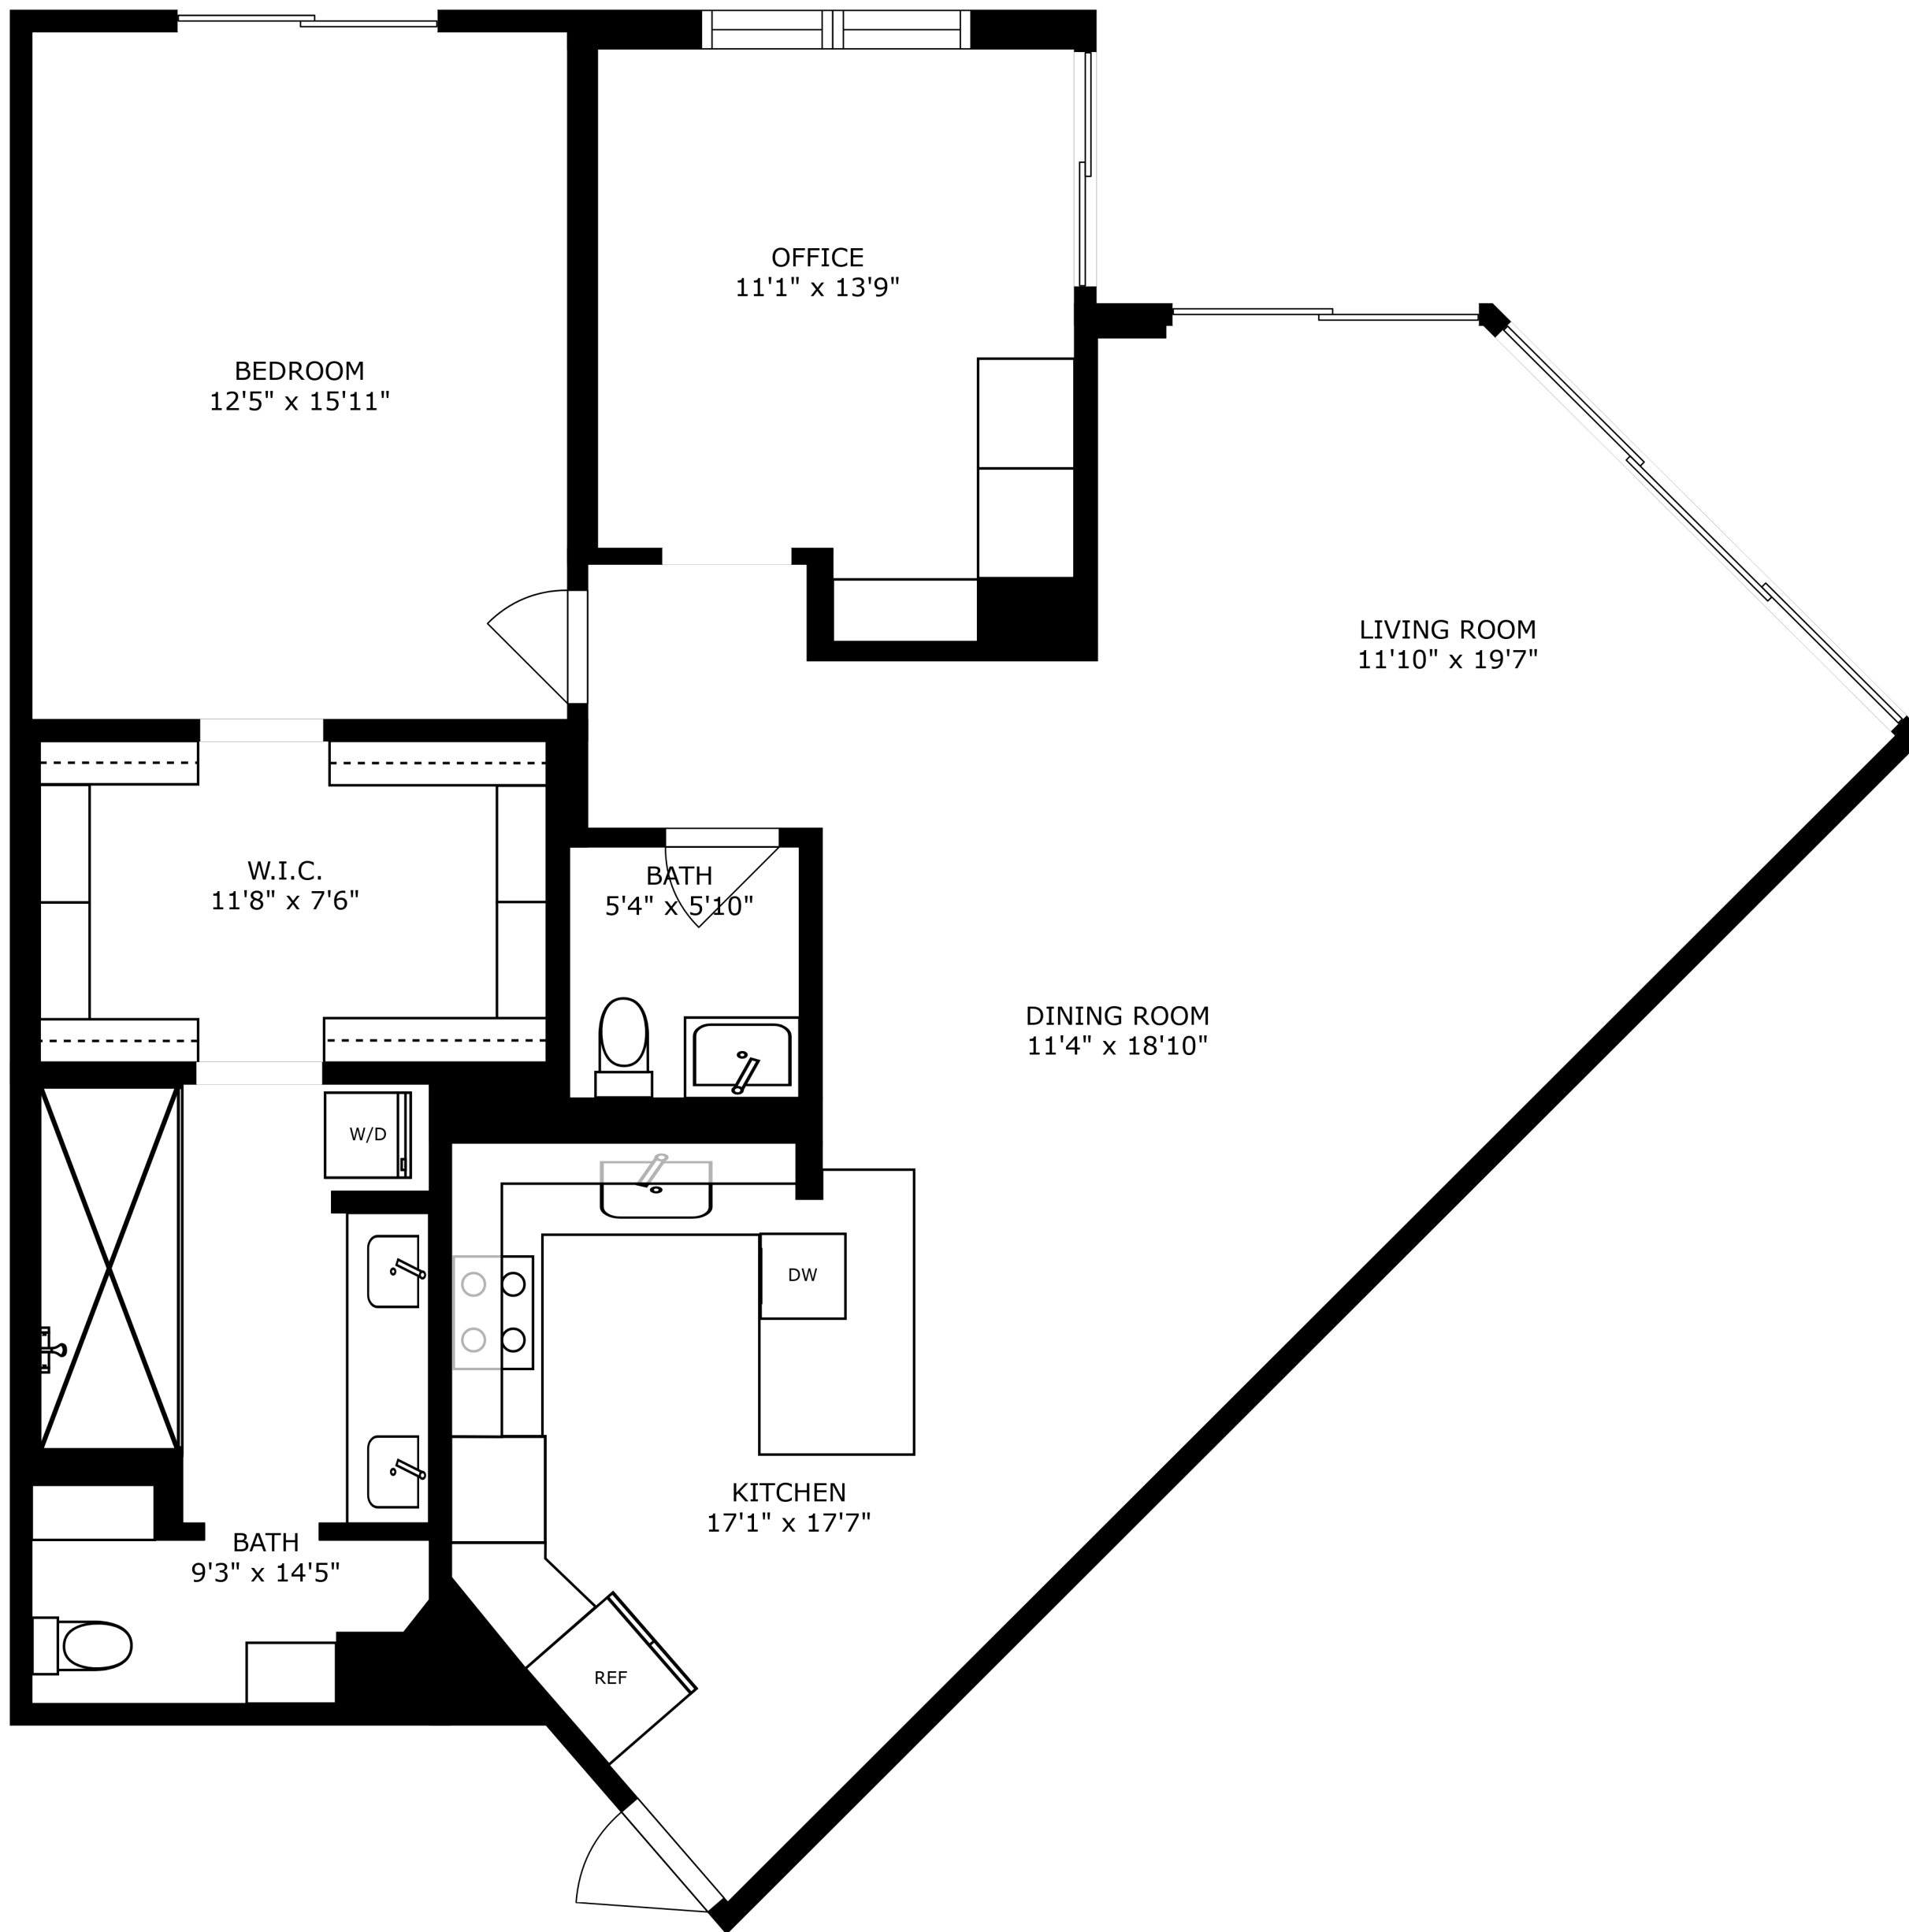 OFFICE
11'1" x 13'9"
BEDROOM
12'5" x 15'11"
LIVING ROOM
11'10" x 19'7"
W.I.C.
11'8" x 7'6"
BATH
5'4" x 5'10"
DINING ROOM
11'4" x 18'10"
W/D
DW
KITCHEN
17'1" x 17'7"
BATH
9'3" x 14'5"
REF